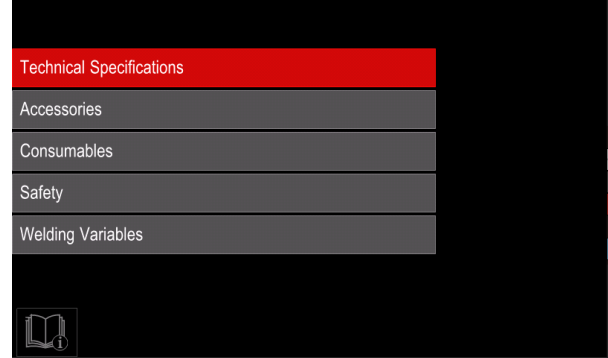 Technical Specifications
Accessories
Consumables
Safety
Welding Variables